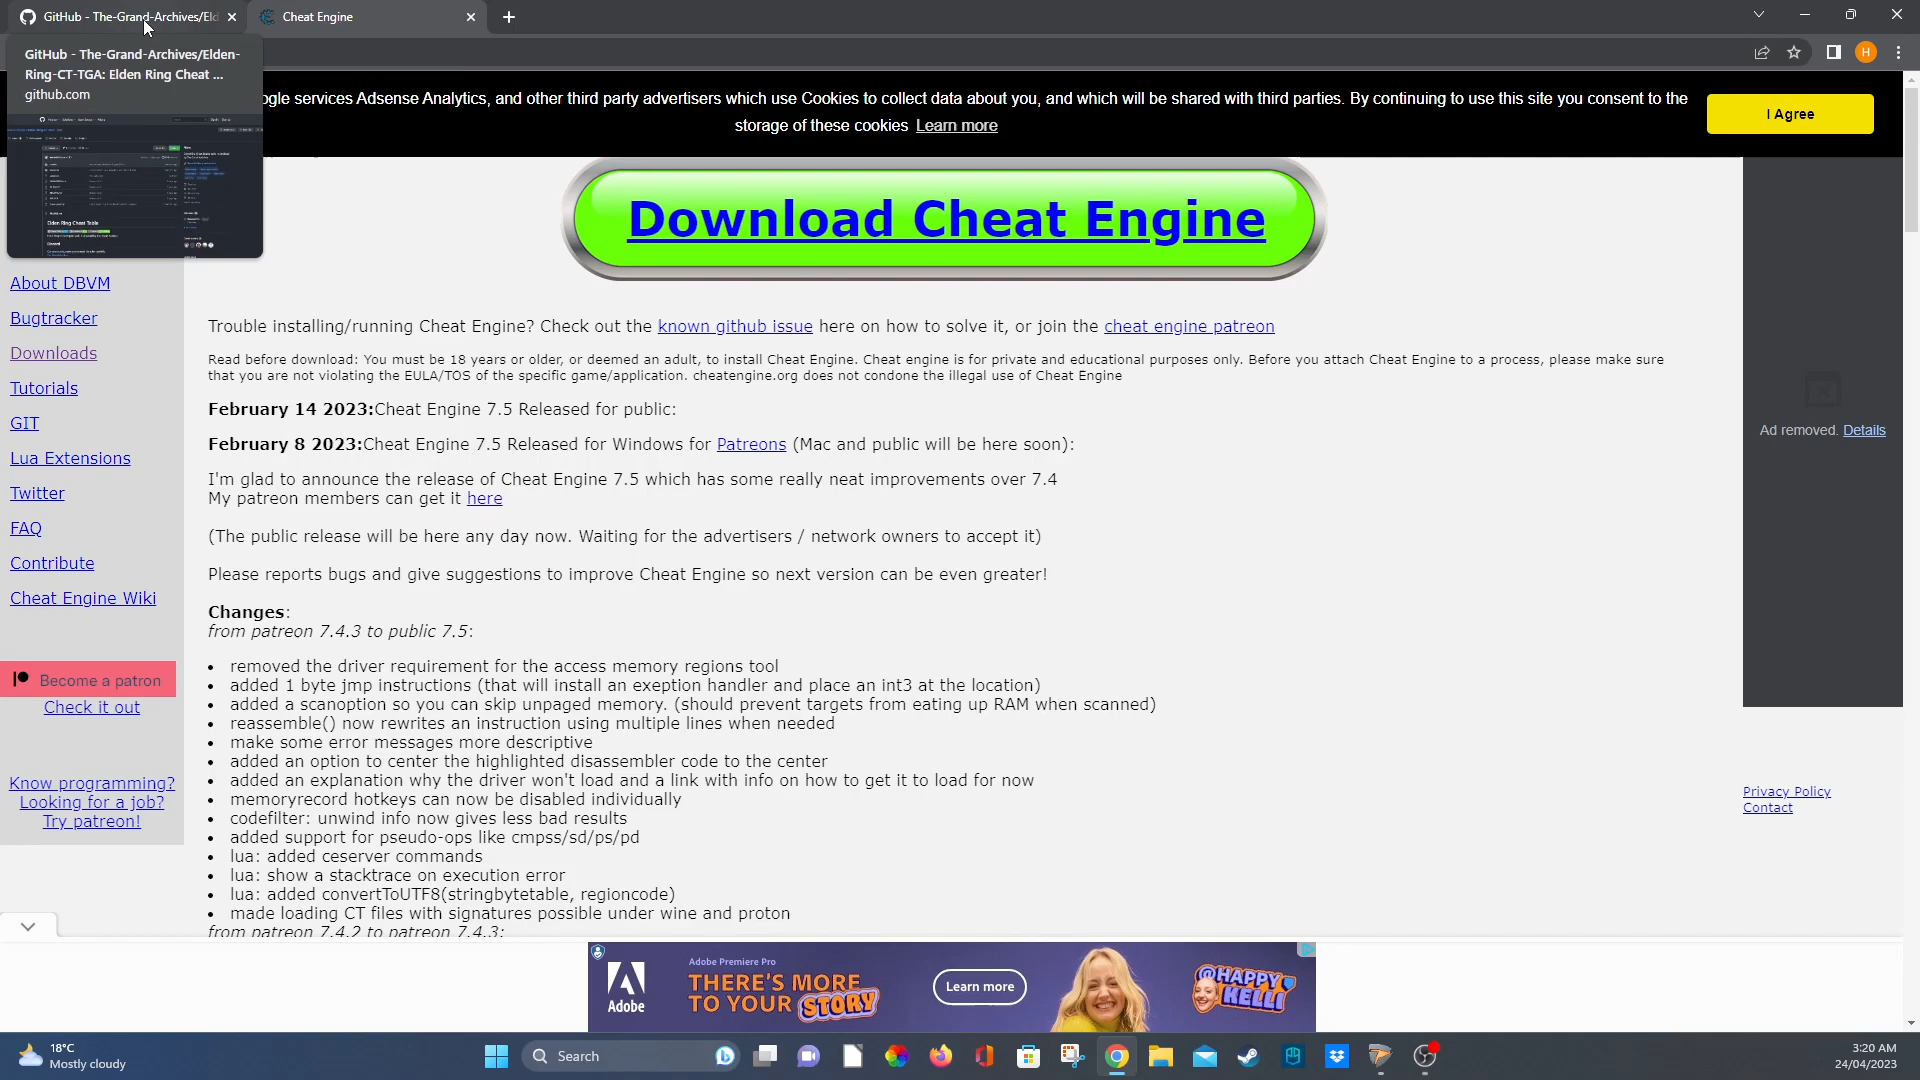 GitHub - The-Grand-Archives/Eld
Cheat Engine
GitHub - The-Grand-Archives/Elden-
Ring-CT-TGA: Elden Ring Cheat ...
github.com
H
ogle services Adsense Analytics, and other third party advertisers which use Cookies to collect data about you, and which will be shared with third parties. By continuing to use this site you consent to the
storage of these cookies Learn more
I Agree
Elden Ring Cheat Table
Download Cheat Engine
About DBVM
Bugtracker
Downloads
Tutorials
GIT
Lua Extensions
Twitter
FAQ
Contribute
Cheat Engine Wiki
Become a patron
Check it out
Know programming?
Looking for a job?
Try patreon!
Trouble installing/running Cheat Engine? Check out the known github issue here on how to solve it, or join the cheat engine patreon
Read before download: You must be 18 years or older, or deemed an adult, to install Cheat Engine. Cheat engine is for private and educational purposes only. Before you attach Cheat Engine to a process, please make sure
that you are not violating the EULA/TOS of the specific game/application. cheatengine.org does not condone the illegal use of Cheat Engine
February 14 2023:Cheat Engine 7.5 Released for public:
February 8 2023:Cheat Engine 7.5 Released for Windows for Patreons (Mac and public will be here soon):
I'm glad to announce the release of Cheat Engine 7.5 which has some really neat improvements over 7.4
My patreon members can get it here
(The public release will be here any day now. Waiting for the advertisers / network owners to accept it)
Please reports bugs and give suggestions to improve Cheat Engine so next version can be even greater!
Changes:
from patreon 7.4.3 to public 7.5:
• removed the driver requirement for the access memory regions tool
• added 1 byte jmp instructions (that will install an exeption handler and place an int3 at the location)
• added a scanoption so you can skip unpaged memory. (should prevent targets from eating up RAM when scanned)
• reassemble() now rewrites an instruction using multiple lines when needed
• make some error messages more descriptive
• added an option to center the highlighted disassembler code to the center
• added an explanation why the driver won't load and a link with info on how to get it to load for now
• memoryrecord hotkeys can now be disabled individually
• codefilter: unwind info now gives less bad results
• added support for pseudo-ops like cmpss/sd/ps/pd
• lua: added ceserver commands
• lua: show a stacktrace on execution error
• lua: added convertToUTF8(stringbytetable, regioncode)
• made loading CT files with signatures possible under wine and proton
from patreon 7.4.2 to patreon 7.4.3:
Ad removed. Details
Privacy Policy
Contact
Adobe
Adobe Premiere Pro
THERE'S MORE
TO YOUR STORY
Learn more
@HAPPY
KELLI
18°C
Mostly cloudy
Search
3:20 AM
24/04/2023